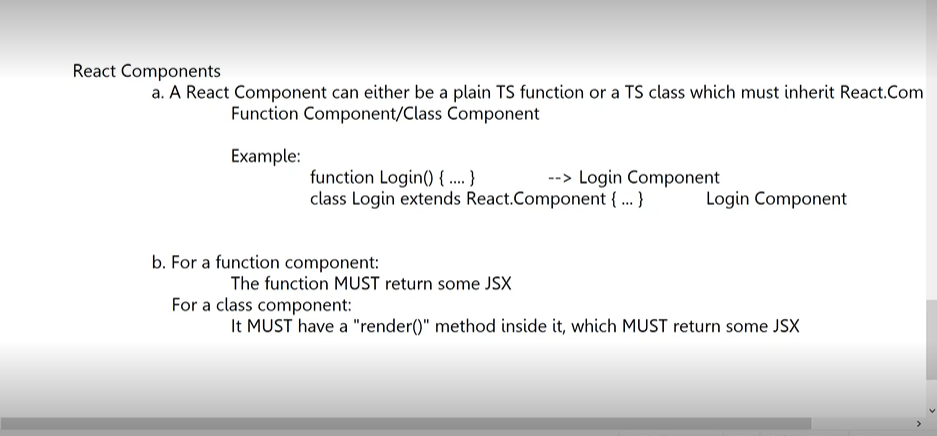 React Components
a. A React Component can either be a plain TS function or a TS class which must inherit React.Com
Function Component/Class Component
Example:
function Login() { .... } --> Login Component
class Login extends React.Component { ... } Login Component
b. For a function component:
The function MUST return some JSX
For a class component:
It MUST have a "render()" method inside it, which MUST return some JSX